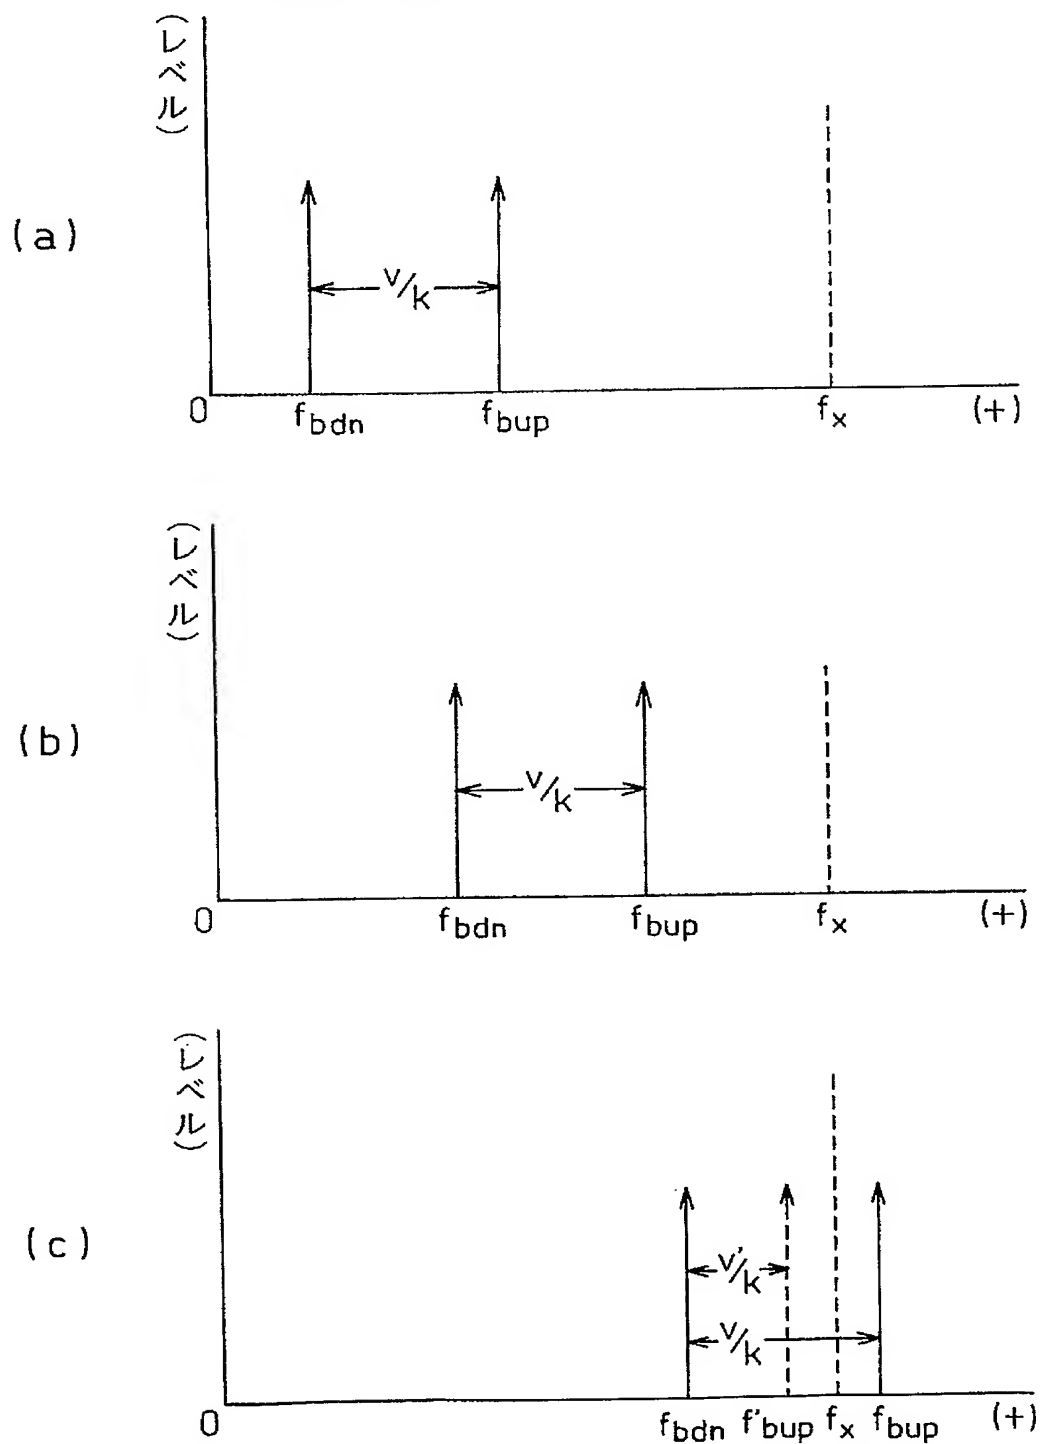 (レベル)
(a)
v/k
0 fbdn fbup fx (+)
(レベル)
(b)
v/k
0 fbdn fbup fx (+)
(レベル)
(c)
v'/k
v/k
0 fbdn f'bup fx fbup (+)